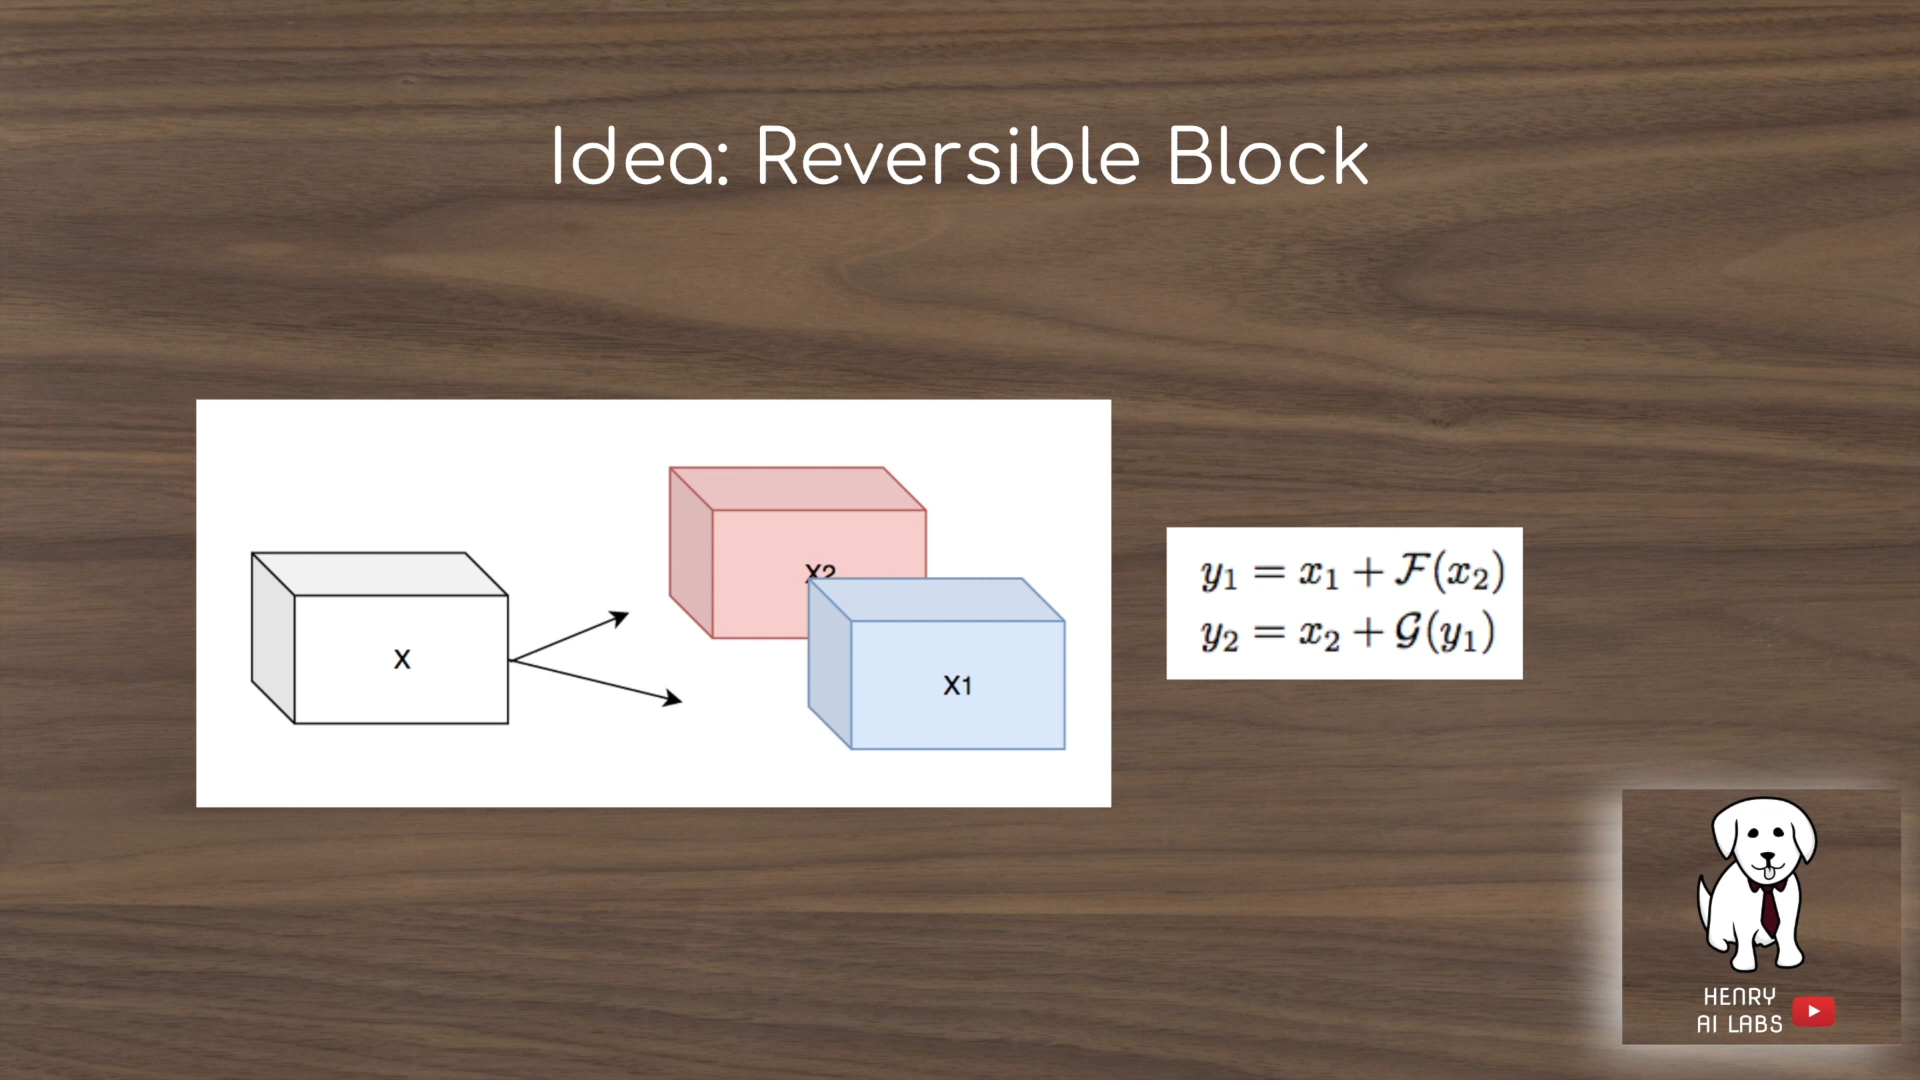 Idea: Reversible Block
X
X2
X1
y₁ = x₁ + ℱ(x₂)
y₂ = x₂ + 𝒢(y₁)
HENRY
AI LABS